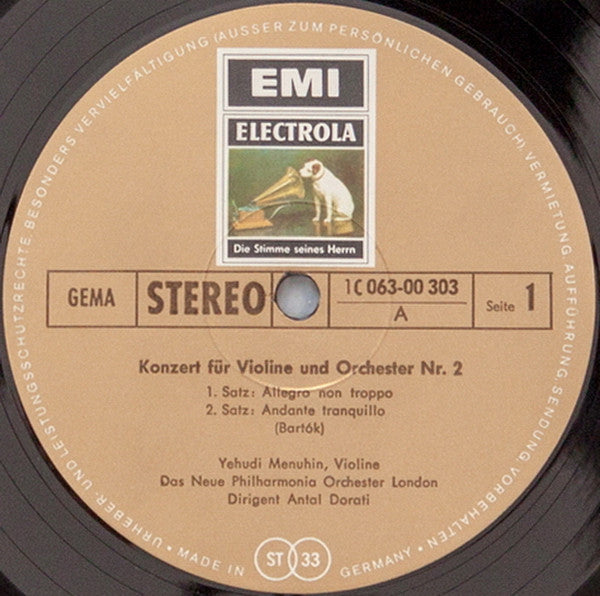 EMI
ELECTROLA
Die Stimme seines Herrn
GEMA
STEREO
1C 063-00 303
A
Seite 1
Konzert für Violine und Orchester Nr. 2
1. Satz: Allegro non troppo
2. Satz: Andante tranquillo
(Bartók)
Yehudi Menuhin, Violine
Das Neue Philharmonia Orchester London
Dirigent Antal Dorati
ST 33
• URHEBER- UND LEISTUNGSSCHUTZRECHTE, BESONDERS VERVIELFÄLTIGUNG (AUSSER ZUM PERSÖNLICHEN GEBRAUCH), VERMIETUNG, AUFFÜHRUNG, SENDUNG VORBEHALTEN • MADE IN GERMANY